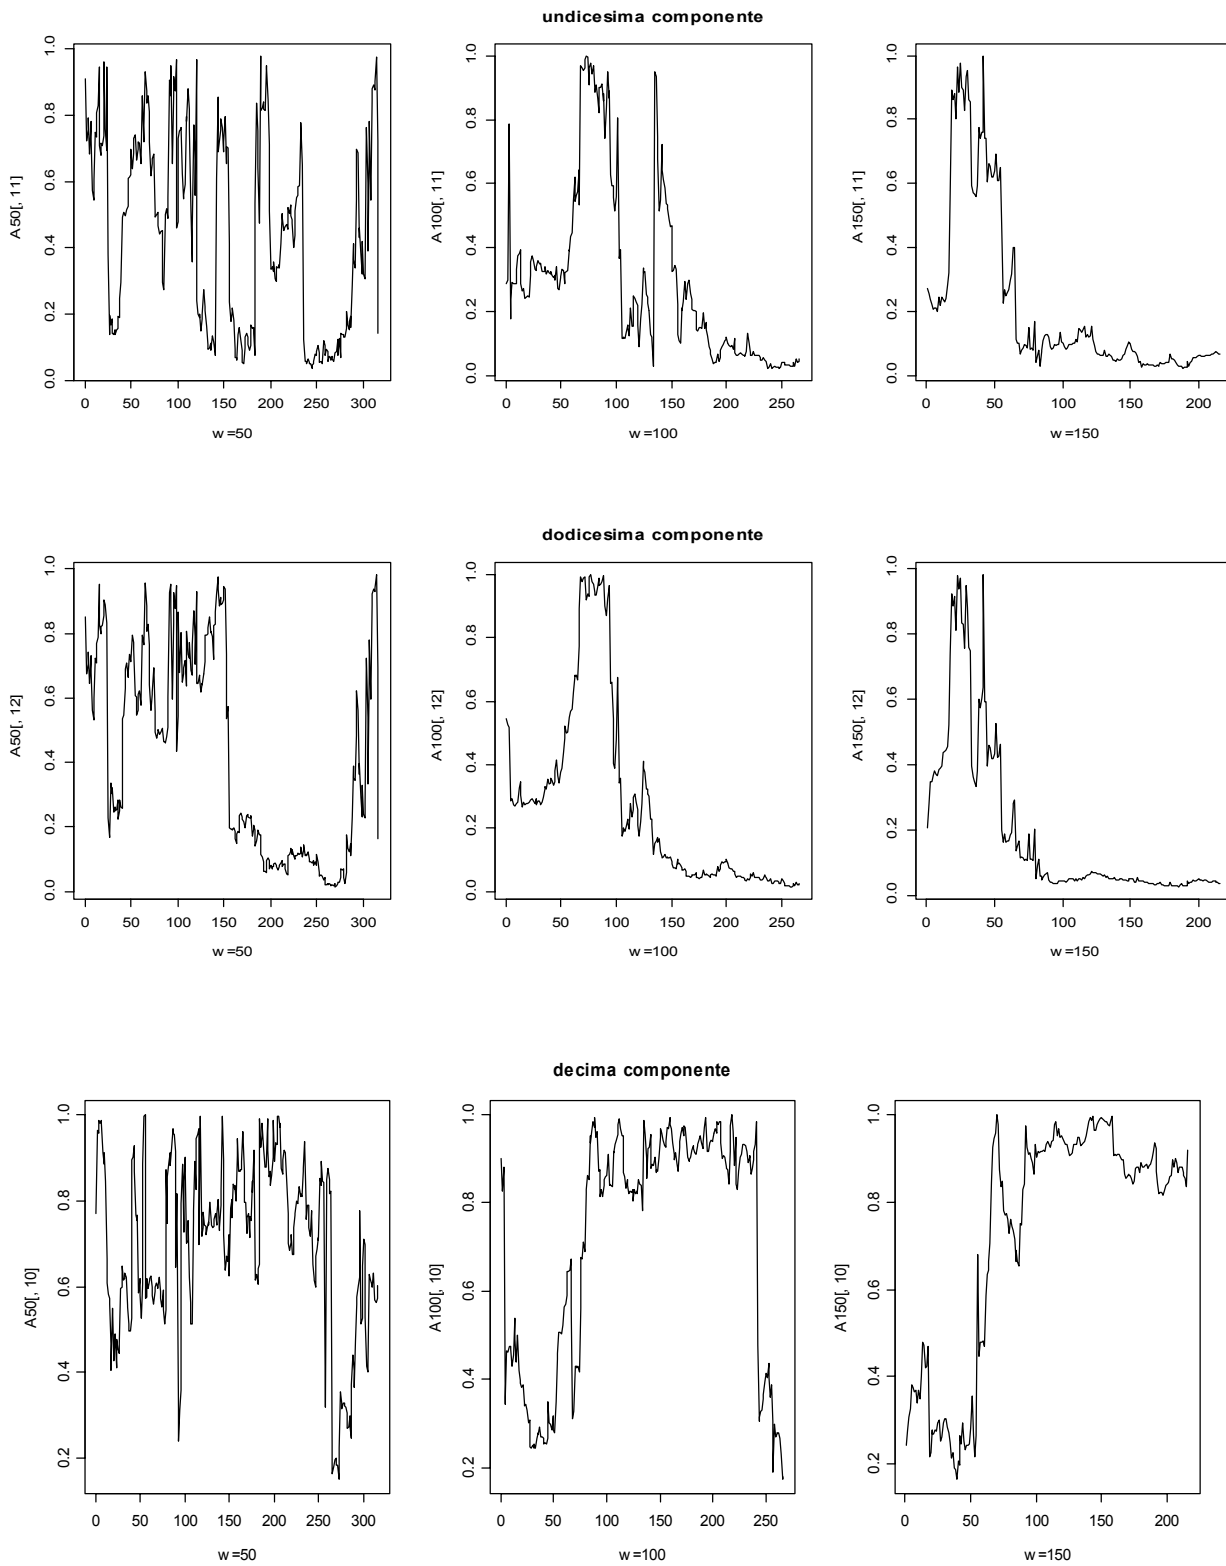 undicesima componente
A50[, 11]
0.0 0.2 0.4 0.6 0.8 1.0
0 50 100 150 200 250 300
w=50
A100[, 11]
0.0 0.2 0.4 0.6 0.8 1.0
0 50 100 150 200 250
w=100
A150[, 11]
0.0 0.2 0.4 0.6 0.8 1.0
0 50 100 150 200
w=150
dodicesima componente
A50[, 12]
0.0 0.2 0.4 0.6 0.8 1.0
0 50 100 150 200 250 300
w=50
A100[, 12]
0.0 0.2 0.4 0.6 0.8 1.0
0 50 100 150 200 250
w=100
A150[, 12]
0.0 0.2 0.4 0.6 0.8 1.0
0 50 100 150 200
w=150
decima componente
A50[, 10]
0.2 0.4 0.6 0.8 1.0
0 50 100 150 200 250 300
w=50
A100[, 10]
0.2 0.4 0.6 0.8 1.0
0 50 100 150 200 250
w=100
A150[, 10]
0.2 0.4 0.6 0.8 1.0
0 50 100 150 200
w=150